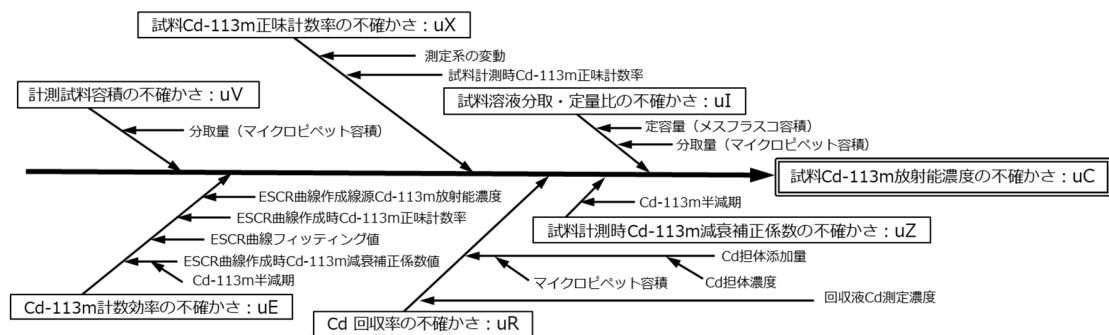 試料Cd-113m正味計数率の不確かさ：uX
測定系の変動
試料計測時Cd-113m正味計数率
計測試料容積の不確かさ：uV
分取量（マイクロピペット容積）
試料溶液分取・定量比の不確かさ：uI
定容量（メスフラスコ容積）
分取量（マイクロピペット容積）
試料Cd-113m放射能濃度の不確かさ：uC
ESCR曲線作成線源Cd-113m放射能濃度
ESCR曲線作成時Cd-113m正味計数率
ESCR曲線フィッティング値
ESCR曲線作成時Cd-113m減衰補正係数値
Cd-113m半減期
Cd-113m計数効率の不確かさ：uE
Cd-113m半減期
試料計測時Cd-113m減衰補正係数の不確かさ：uZ
Cd担体添加量
マイクロピペット容積
Cd担体濃度
回収液Cd測定濃度
Cd 回収率の不確かさ：uR